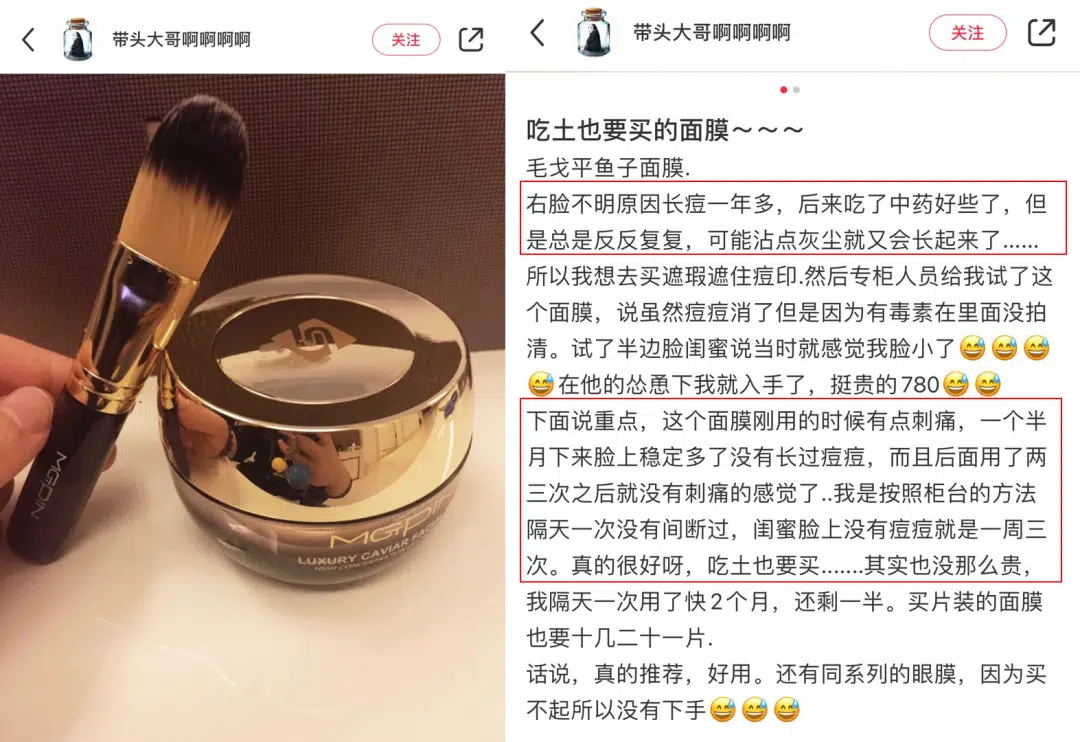 带头大哥啊啊啊啊
关注
MGPIN
MGPIN
LUXURY CAVIAR FACIAL
HIGH CONCENTRATION
带头大哥啊啊啊啊
关注
吃土也要买的面膜～～～
毛戈平鱼子面膜.
右脸不明原因长痘一年多，后来吃了中药好些了，但
是总是反反复复，可能沾点灰尘就又会长起来了......
所以我想去买遮瑕遮住痘印.然后专柜人员给我试了这
个面膜，说虽然痘痘消了但是因为有毒素在里面没拍
清。试了半边脸闺蜜说当时就感觉我脸小了😅😅😅
😅在他的怂恿下我就入手了，挺贵的780😅😅
下面说重点，这个面膜刚用的时候有点刺痛，一个半
月下来脸上稳定多了没有长过痘痘，而且后面用了两
三次之后就没有刺痛的感觉了..我是按照柜台的方法
隔天一次没有间断过，闺蜜脸上没有痘痘就是一周三
次。真的很好呀，吃土也要买.......其实也没那么贵，
我隔天一次用了快2个月，还剩一半。买片装的面膜
也要十几二十一片.
话说，真的推荐，好用。还有同系列的眼膜，因为买
不起所以没有下手😅😅😅